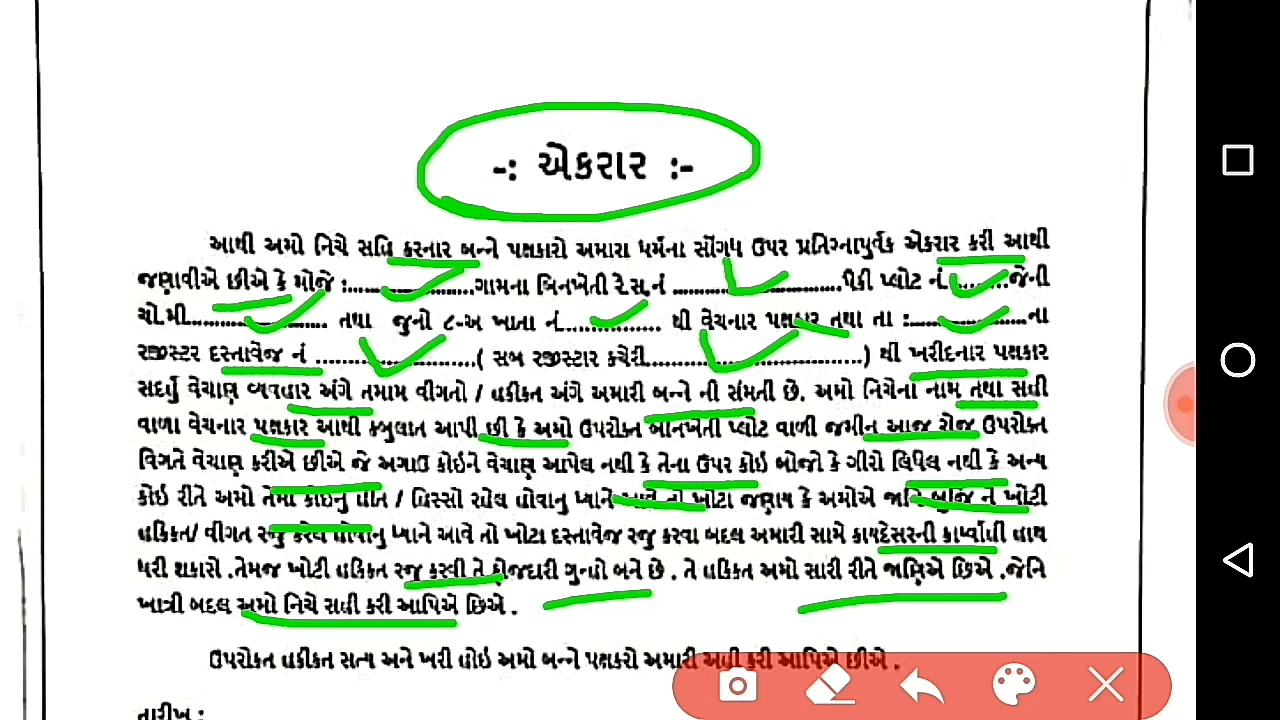 -: એકરાર :-
આથી અમો નિચે સહિ કરનાર બન્ને પક્ષકારો અમારા ધર્મના સોંગધ ઉપર પ્રતિગ્નાપુર્વક એકરાર કરી આથી
જણાવીએ છીએ કે મોજે :....................ગામના બિનખેતી રે.સ.નં ...........................પૈકી પ્લોટ નં..........જેની
ચો.મી...................... તથા જુનો ૮-અ ખાતા નં............... થી વેચનાર પક્ષકાર તથા તા :...................ના
રજીસ્ટર દસ્તાવેજ નં .........................( સબ રજીસ્ટાર કચેરી..................................) થી ખરીદનાર પક્ષકાર
સદર્હું વેચાણ વ્યવહાર અંગે તમામ વીગતો / હકીકત અંગે અમારી બન્ને ની સંમતી છે. અમો નિચેના નામ તથા સહી
વાળા વેચનાર પક્ષકાર આથી કબુલાત આપી છી કે અમો ઉપરોક્ત બીનખેતી પ્લોટ વાળી જમીન આજ રોજ ઉપરોક્ત
વિગતે વેચાણ કરીએ છીએ જે અગાઉ કોઇને વેચાણ આપેલ નથી કે તેના ઉપર કોઇ બોજો કે ગીરો લિધેલ નથી કે અન્ય
કોઇ રીતે અમો તેમા કોઇનુ હીત / હિસ્સો રહેલ હોવાનુ ધ્યાને આવે તો ખોટા જણાય કે અમોએ જાતિ બુજી ને ખોટી
હકિકત/ વીગત રજુ કરેલ હોવાનુ ધ્યાને આવે તો ખોટા દસ્તાવેજ રજુ કરવા બદલ અમારી સામે કાયદેસરની કાર્ય્વાહી હાથ
ધરી શકાશે .તેમજ ખોટી હકિકત રજુ કરવી તે ફોજદારી ગુન્હો બને છે . તે હકિકત અમો સારી રીતે જાણિએ છિએ .જેનિ
ખાત્રી બદલ અમો નિચે સહી કરી આપિએ છિએ .
ઉપરોકત હકીકત સત્ય અને ખરી હોઇ અમો બન્ને પક્ષકરો અમારી સહી કરી આપિએ છીએ .
તારીખ :